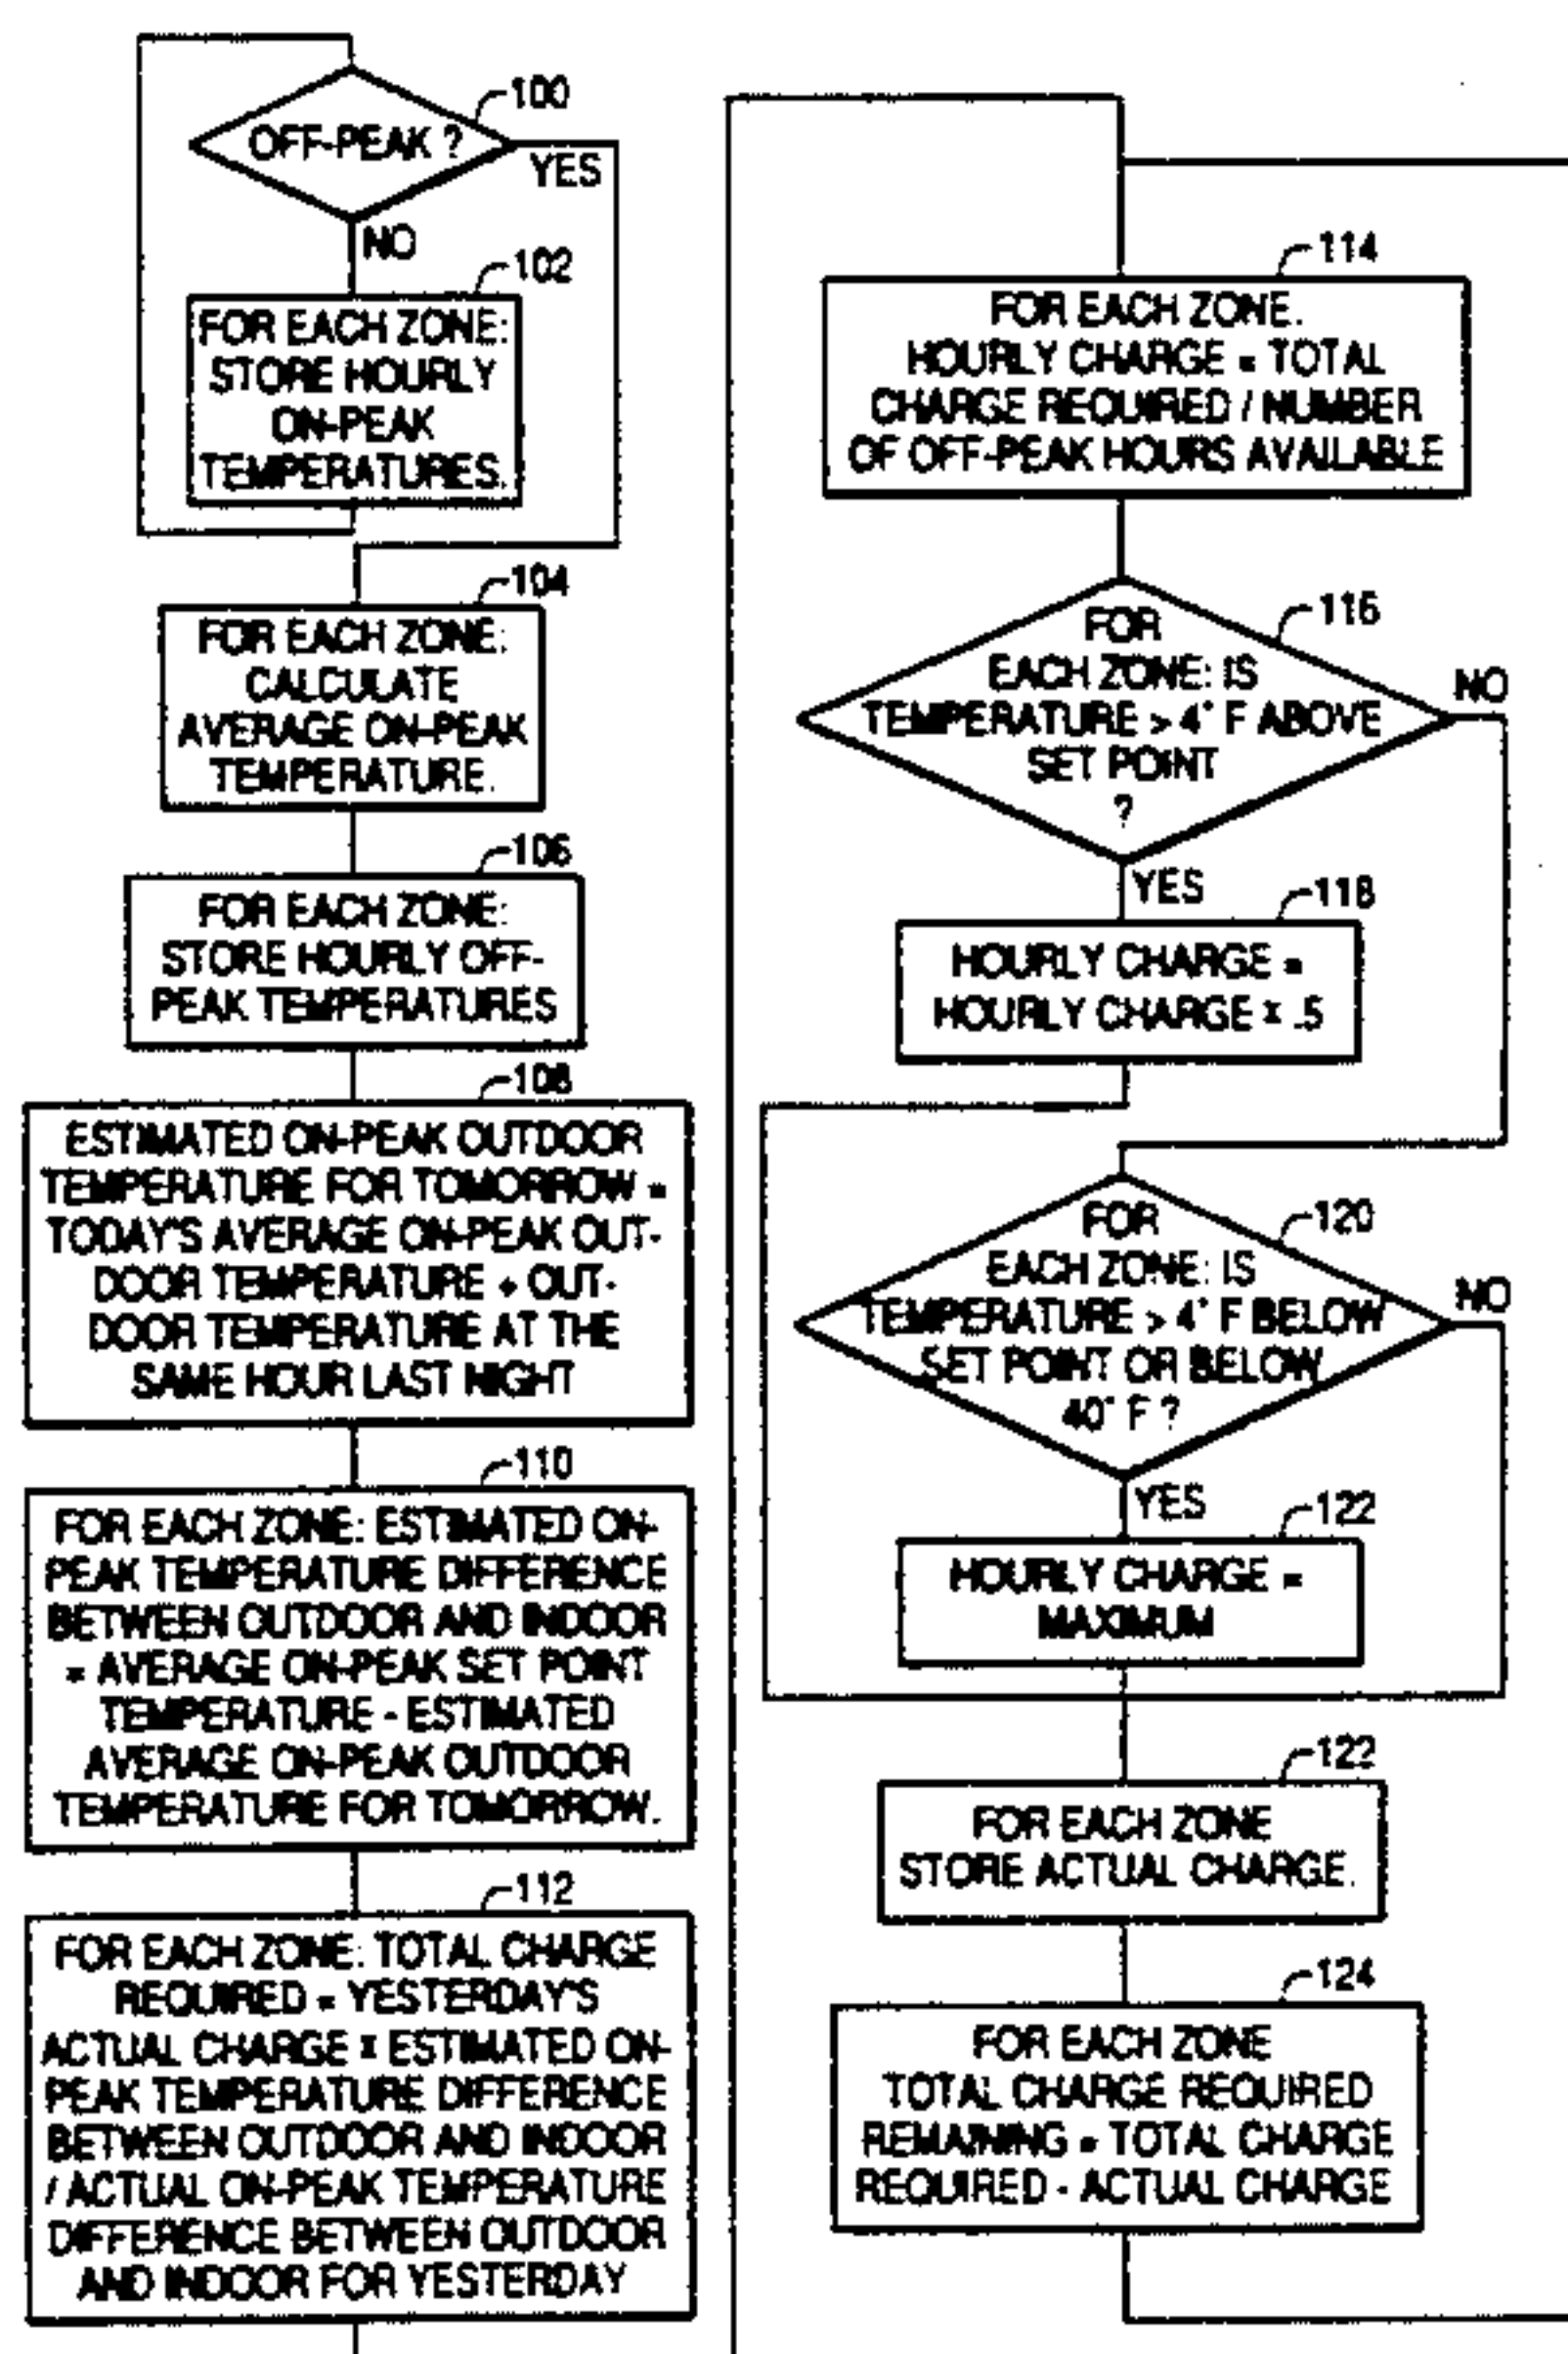 100
OFF-PEAK ?
YES
NO
102
FOR EACH ZONE:
STORE HOURLY
ON-PEAK
TEMPERATURES.
104
FOR EACH ZONE:
CALCULATE
AVERAGE ON-PEAK
TEMPERATURE.
106
FOR EACH ZONE:
STORE HOURLY OFF-
PEAK TEMPERATURES
108
ESTIMATED ON-PEAK OUTDOOR
TEMPERATURE FOR TOMORROW =
TODAY'S AVERAGE ON-PEAK OUT-
DOOR TEMPERATURE + OUT-
DOOR TEMPERATURE AT THE
SAME HOUR LAST NIGHT
110
FOR EACH ZONE: ESTIMATED ON-
PEAK TEMPERATURE DIFFERENCE
BETWEEN OUTDOOR AND INDOOR
= AVERAGE ON-PEAK SET POINT
TEMPERATURE - ESTIMATED
AVERAGE ON-PEAK OUTDOOR
TEMPERATURE FOR TOMORROW.
112
FOR EACH ZONE: TOTAL CHARGE
REQUIRED = YESTERDAY'S
ACTUAL CHARGE x ESTIMATED ON-
PEAK TEMPERATURE DIFFERENCE
BETWEEN OUTDOOR AND INDOOR
/ ACTUAL ON-PEAK TEMPERATURE
DIFFERENCE BETWEEN OUTDOOR
AND INDOOR FOR YESTERDAY
114
FOR EACH ZONE.
HOURLY CHARGE = TOTAL
CHARGE REQUIRED / NUMBER
OF OFF-PEAK HOURS AVAILABLE
116
FOR
EACH ZONE: IS
TEMPERATURE > 4° F ABOVE
SET POINT
?
NO
YES
118
HOURLY CHARGE =
HOURLY CHARGE x .5
120
FOR
EACH ZONE: IS
TEMPERATURE > 4° F BELOW
SET POINT OR BELOW
40° F ?
NO
YES
122
HOURLY CHARGE =
MAXIMUM
122
FOR EACH ZONE
STORE ACTUAL CHARGE.
124
FOR EACH ZONE
TOTAL CHARGE REQUIRED
REMAINING = TOTAL CHARGE
REQUIRED - ACTUAL CHARGE